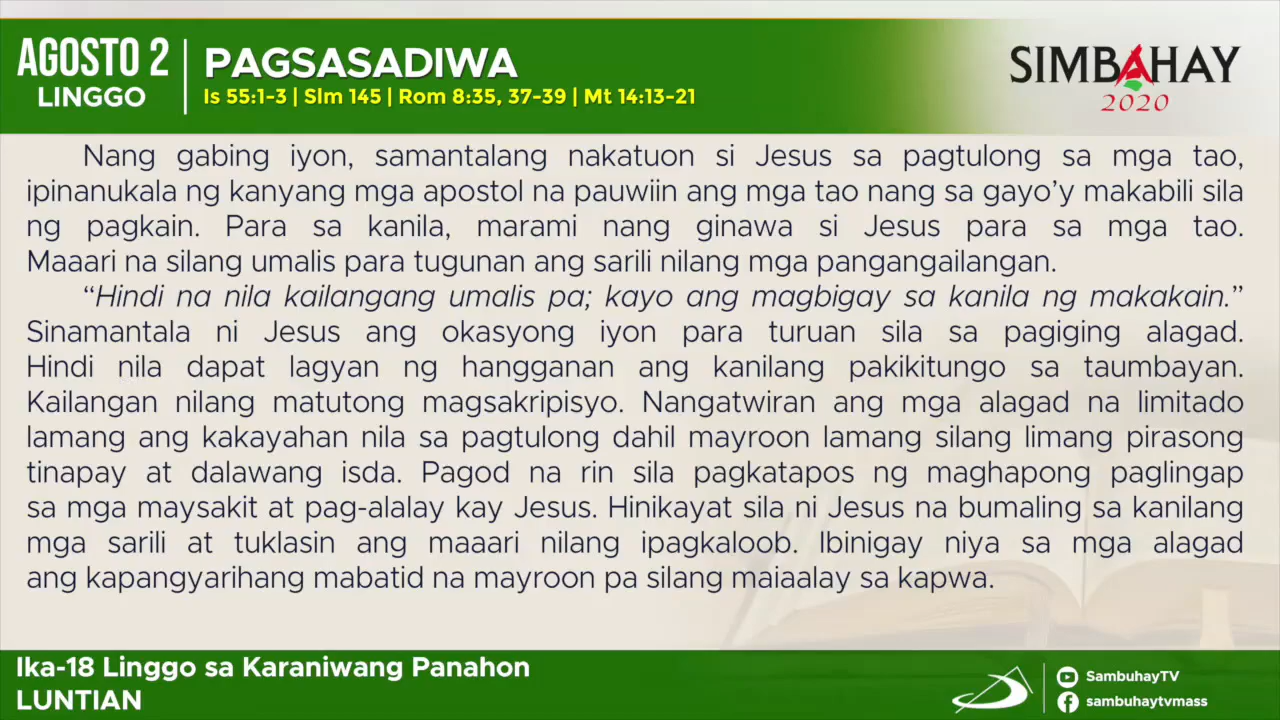 AGOSTO 2
LINGGO
PAGSASADIWA
Is 55:1-3 | Slm 145 | Rom 8:35, 37-39 | Mt 14:13-21
SIMBAHAY
2020
Nang gabing iyon, samantalang nakatuon si Jesus sa pagtulong sa mga tao,
ipinanukala ng kanyang mga apostol na pauwiin ang mga tao nang sa gayo’y makabili sila
ng pagkain. Para sa kanila, marami nang ginawa si Jesus para sa mga tao.
Maaari na silang umalis para tugunan ang sarili nilang mga pangangailangan.
“Hindi na nila kailangang umalis pa; kayo ang magbigay sa kanila ng makakain.”
Sinamantala ni Jesus ang okasyong iyon para turuan sila sa pagiging alagad.
Hindi nila dapat lagyan ng hangganan ang kanilang pakikitungo sa taumbayan.
Kailangan nilang matutong magsakripisyo. Nangatwiran ang mga alagad na limitado
lamang ang kakayahan nila sa pagtulong dahil mayroon lamang silang limang pirasong
tinapay at dalawang isda. Pagod na rin sila pagkatapos ng maghapong paglingap
sa mga maysakit at pag-alalay kay Jesus. Hinikayat sila ni Jesus na bumaling sa kanilang
mga sarili at tuklasin ang maaari nilang ipagkaloob. Ibinigay niya sa mga alagad
ang kapangyarihang mabatid na mayroon pa silang maiaalay sa kapwa.
Ika-18 Linggo sa Karaniwang Panahon
LUNTIAN
SambuhayTV
sambuhaytvmass